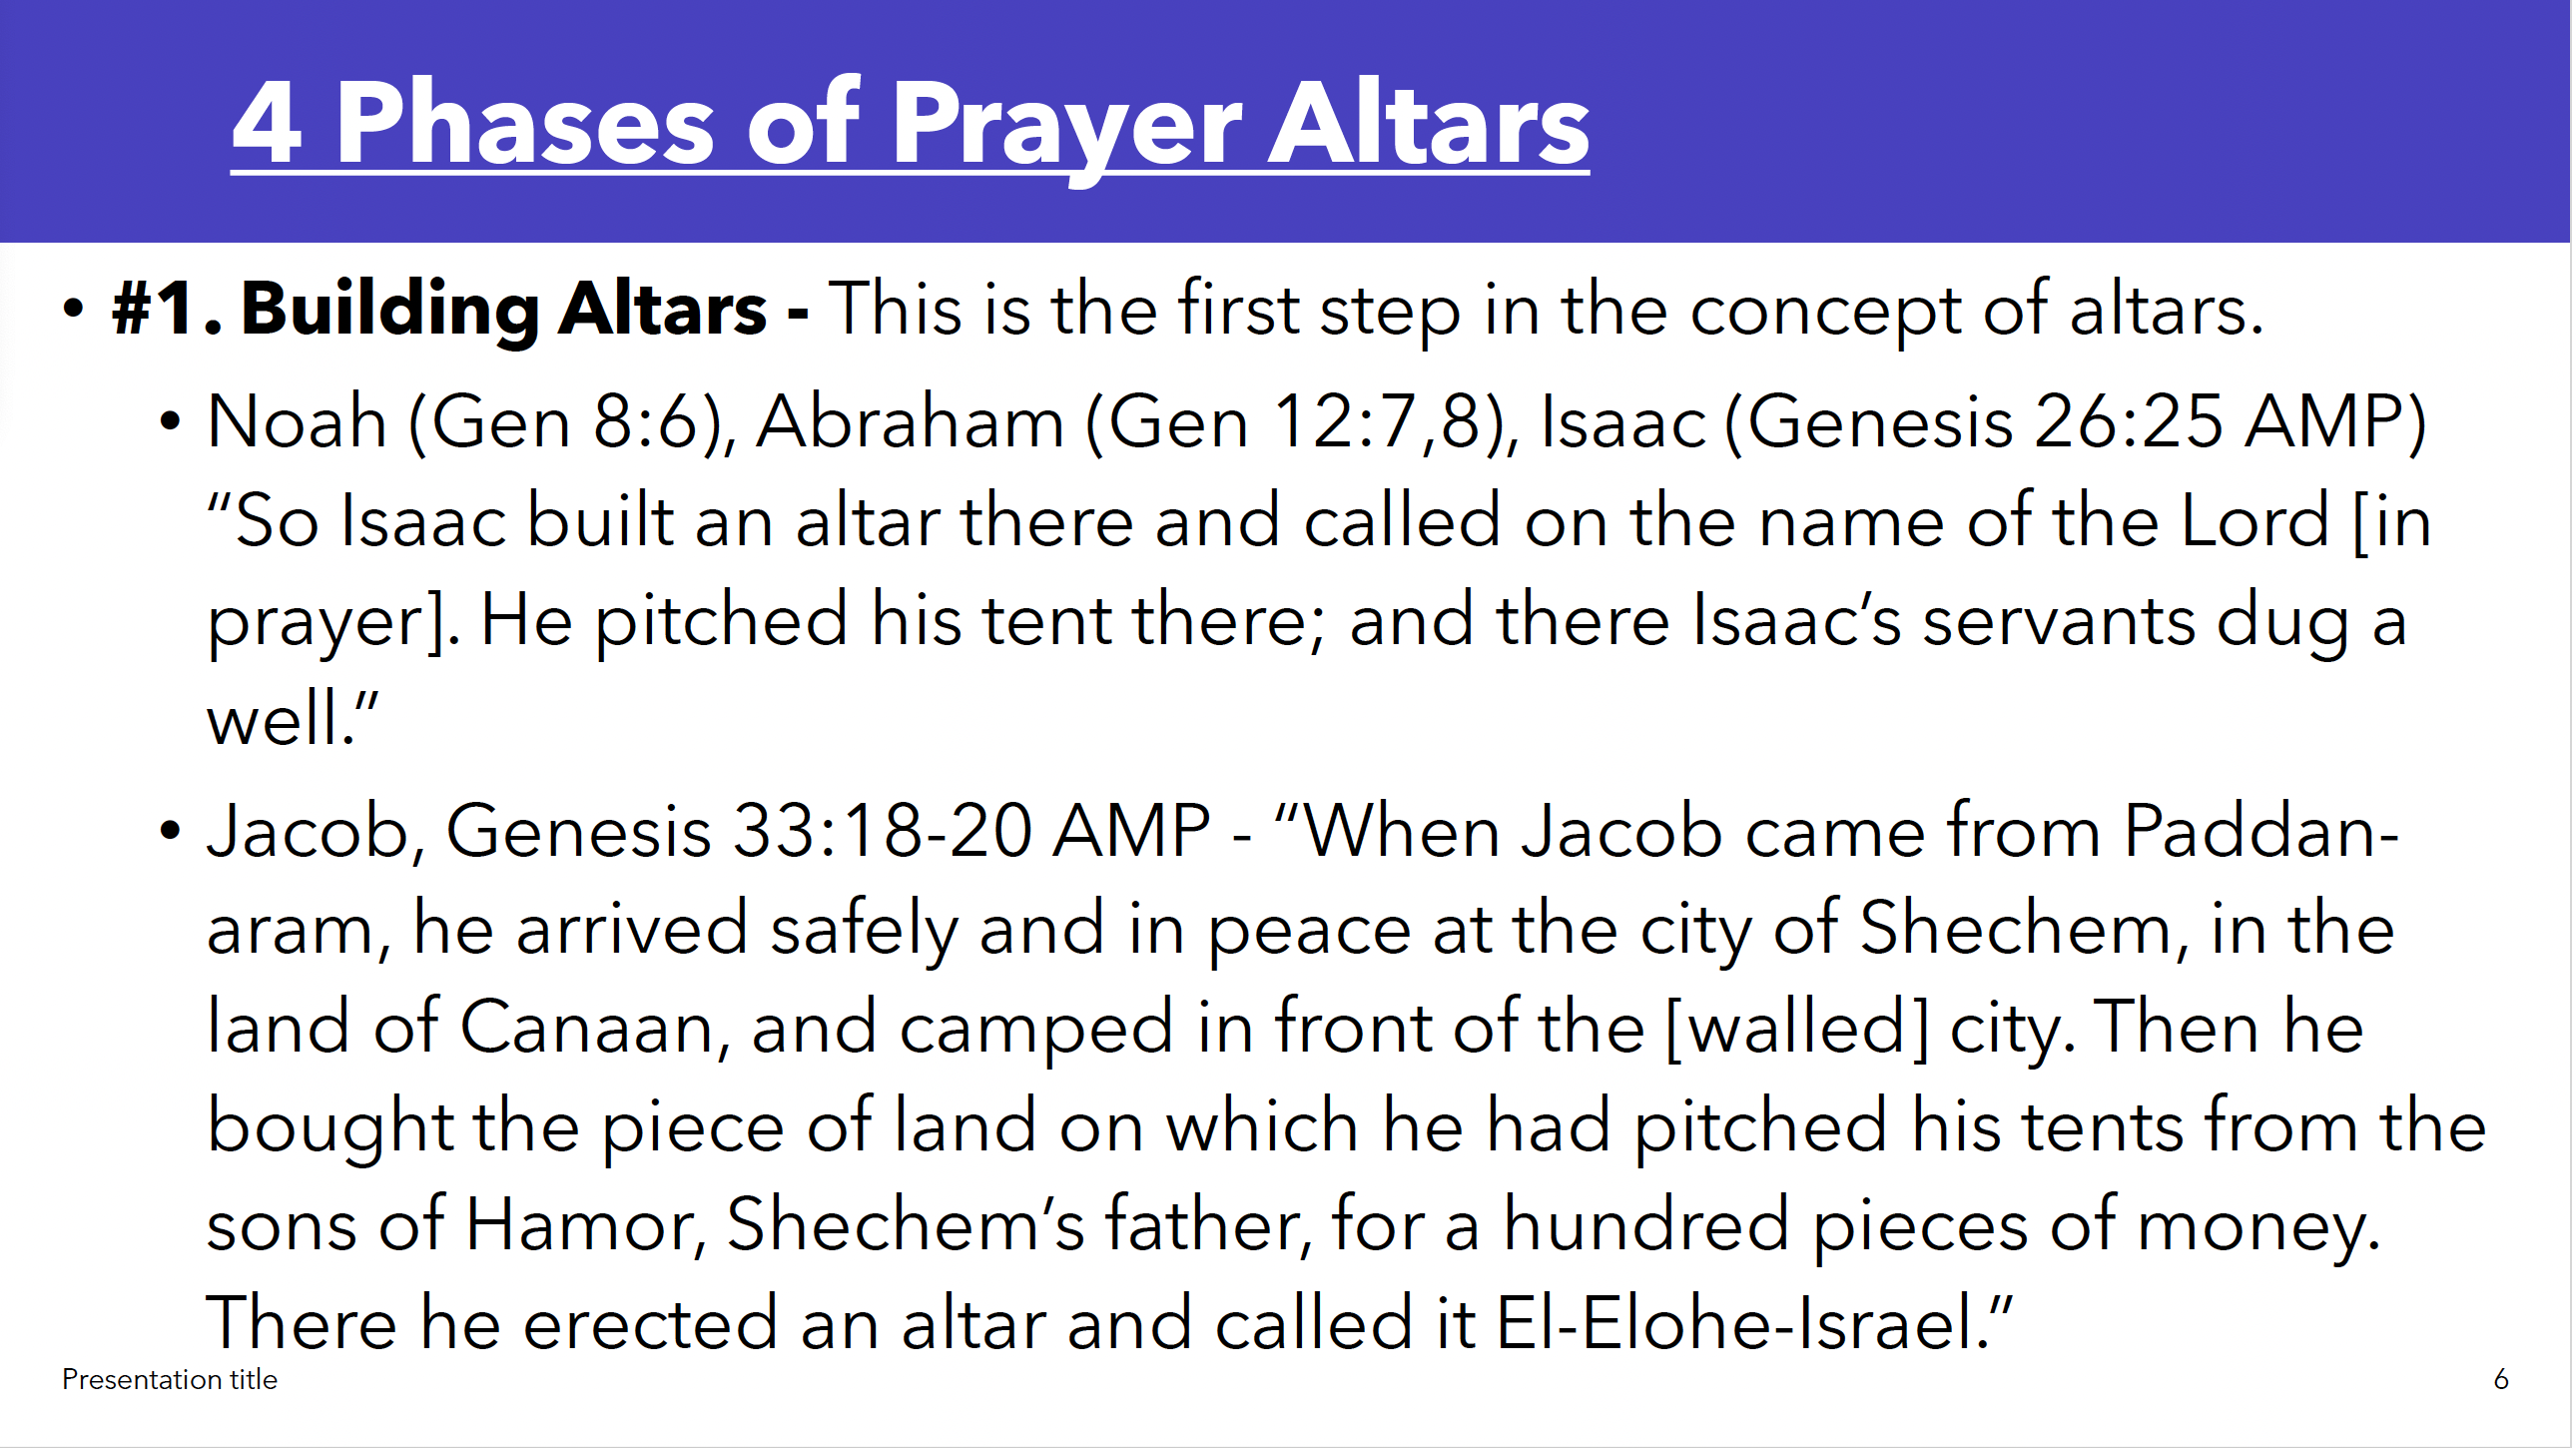 4 Phases of Prayer Altars
• #1. Building Altars - This is the first step in the concept of altars.
• Noah (Gen 8:6), Abraham (Gen 12:7,8), Isaac (Genesis 26:25 AMP)
“So Isaac built an altar there and called on the name of the Lord [in
prayer]. He pitched his tent there; and there Isaac’s servants dug a
well.”
• Jacob, Genesis 33:18-20 AMP - “When Jacob came from Paddan-
aram, he arrived safely and in peace at the city of Shechem, in the
land of Canaan, and camped in front of the [walled] city. Then he
bought the piece of land on which he had pitched his tents from the
sons of Hamor, Shechem’s father, for a hundred pieces of money.
There he erected an altar and called it El-Elohe-Israel.”
Presentation title
6